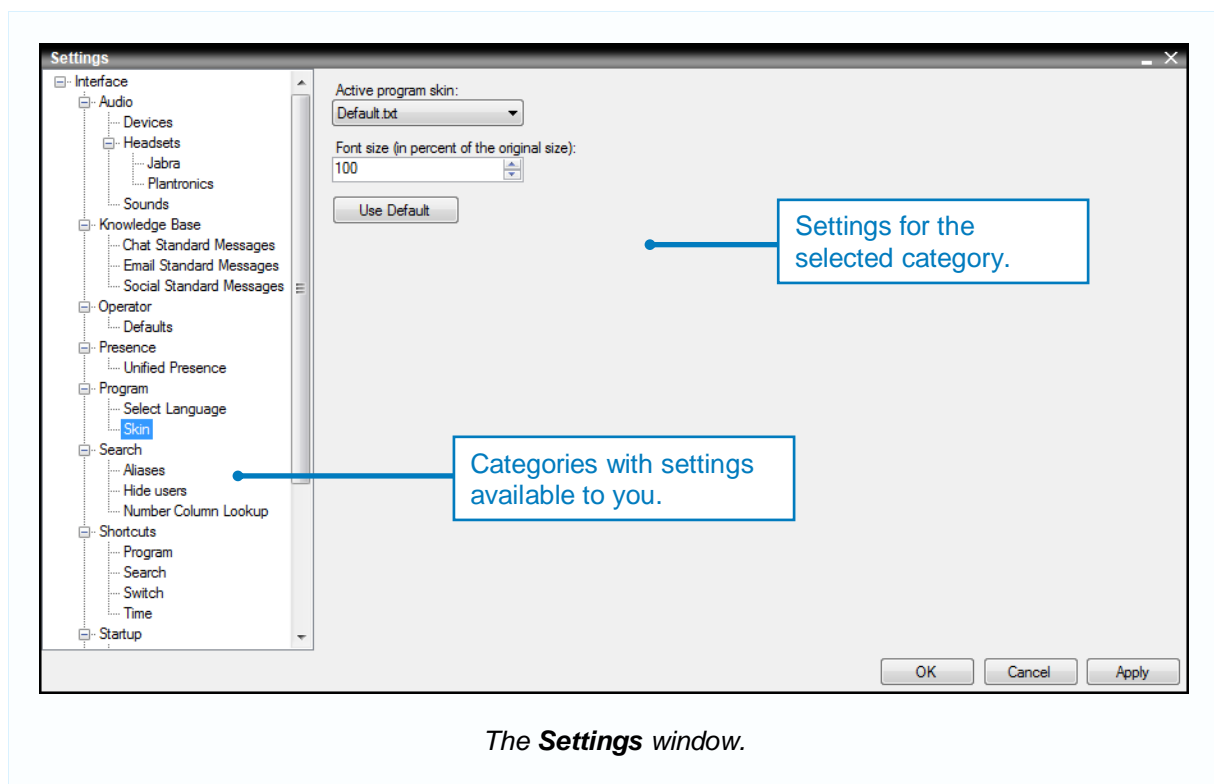 Settings
Interface
Audio
Devices
Headsets
Jabra
Plantronics
Sounds
Knowledge Base
Chat Standard Messages
Email Standard Messages
Social Standard Messages
Operator
Defaults
Presence
Unified Presence
Program
Select Language
Skin
Search
Aliases
Hide users
Number Column Lookup
Shortcuts
Program
Search
Switch
Time
Startup
Active program skin:
Default.txt
Font size (in percent of the original size):
100
Use Default
Settings for the
selected category.
Categories with settings
available to you.
OK Cancel Apply
The Settings window.